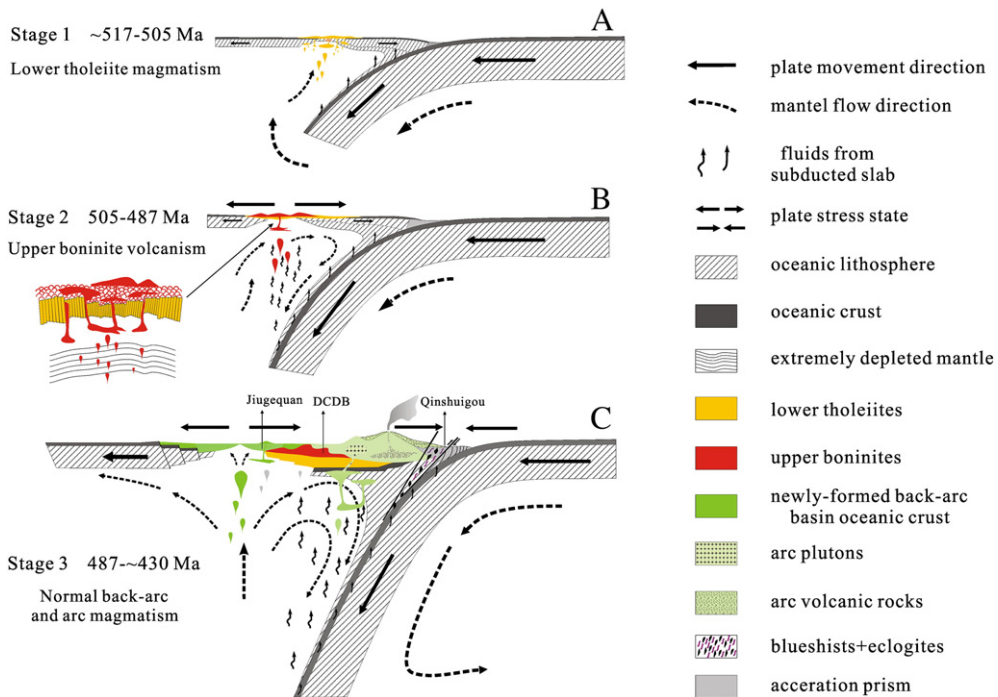 A
Stage 1 ~517-505 Ma
Lower tholeiite magmatism
B
Stage 2 505-487 Ma
Upper boninite volcanism
C
Jiugequan
DCDB
Qinshuigou
Stage 3 487-~430 Ma
Normal back-arc
and arc magmatism
plate movement direction
mantel flow direction
fluids from
subducted slab
plate stress state
oceanic lithosphere
oceanic crust
extremely depleted mantle
lower tholeiites
upper boninites
newly-formed back-arc
basin oceanic crust
arc plutons
arc volcanic rocks
blueshists+eclogites
acceration prism